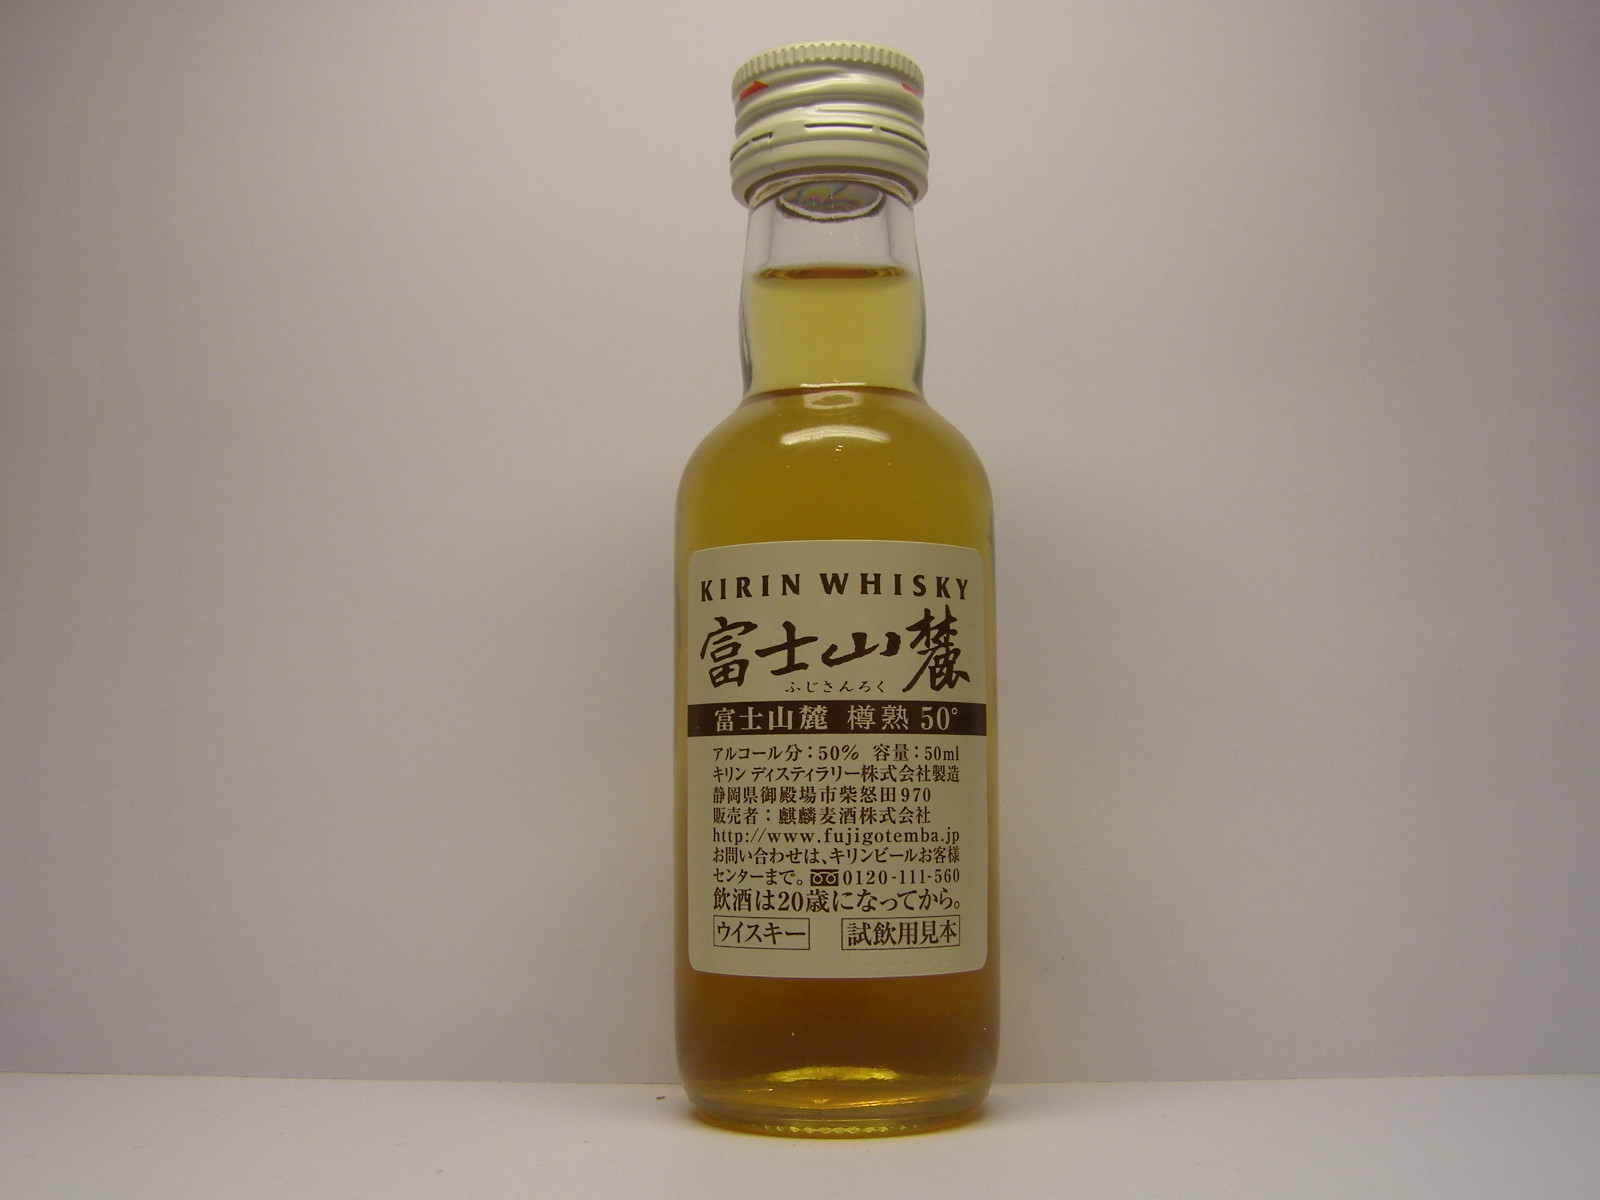 KIRIN WHISKY
富士山麓
ふじさんろく
富士山麓 樽熟 50°
アルコール分：50% 容量：50ml
キリン ディスティラリー株式会社製造
静岡県御殿場市柴怒田970
販売者：麒麟麦酒株式会社
http://www.fujigotemba.jp
お問い合わせは、キリンビールお客様
センターまで。0120-111-560
飲酒は20歳になってから。
ウイスキー 試飲用見本